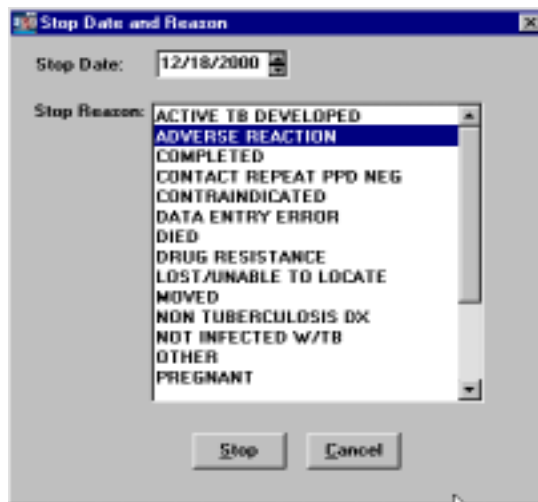 Stop Date and Reason
Stop Date: 12/18/2000
Stop Reason: ACTIVE TB DEVELOPED
ADVERSE REACTION
COMPLETED
CONTACT REPEAT PPD NEG
CONTRAINDICATED
DATA ENTRY ERROR
DIED
DRUG RESISTANCE
LOST/UNABLE TO LOCATE
MOVED
NON TUBERCULOSIS DX
NOT INFECTED W/TB
OTHER
PREGNANT
Stop Cancel